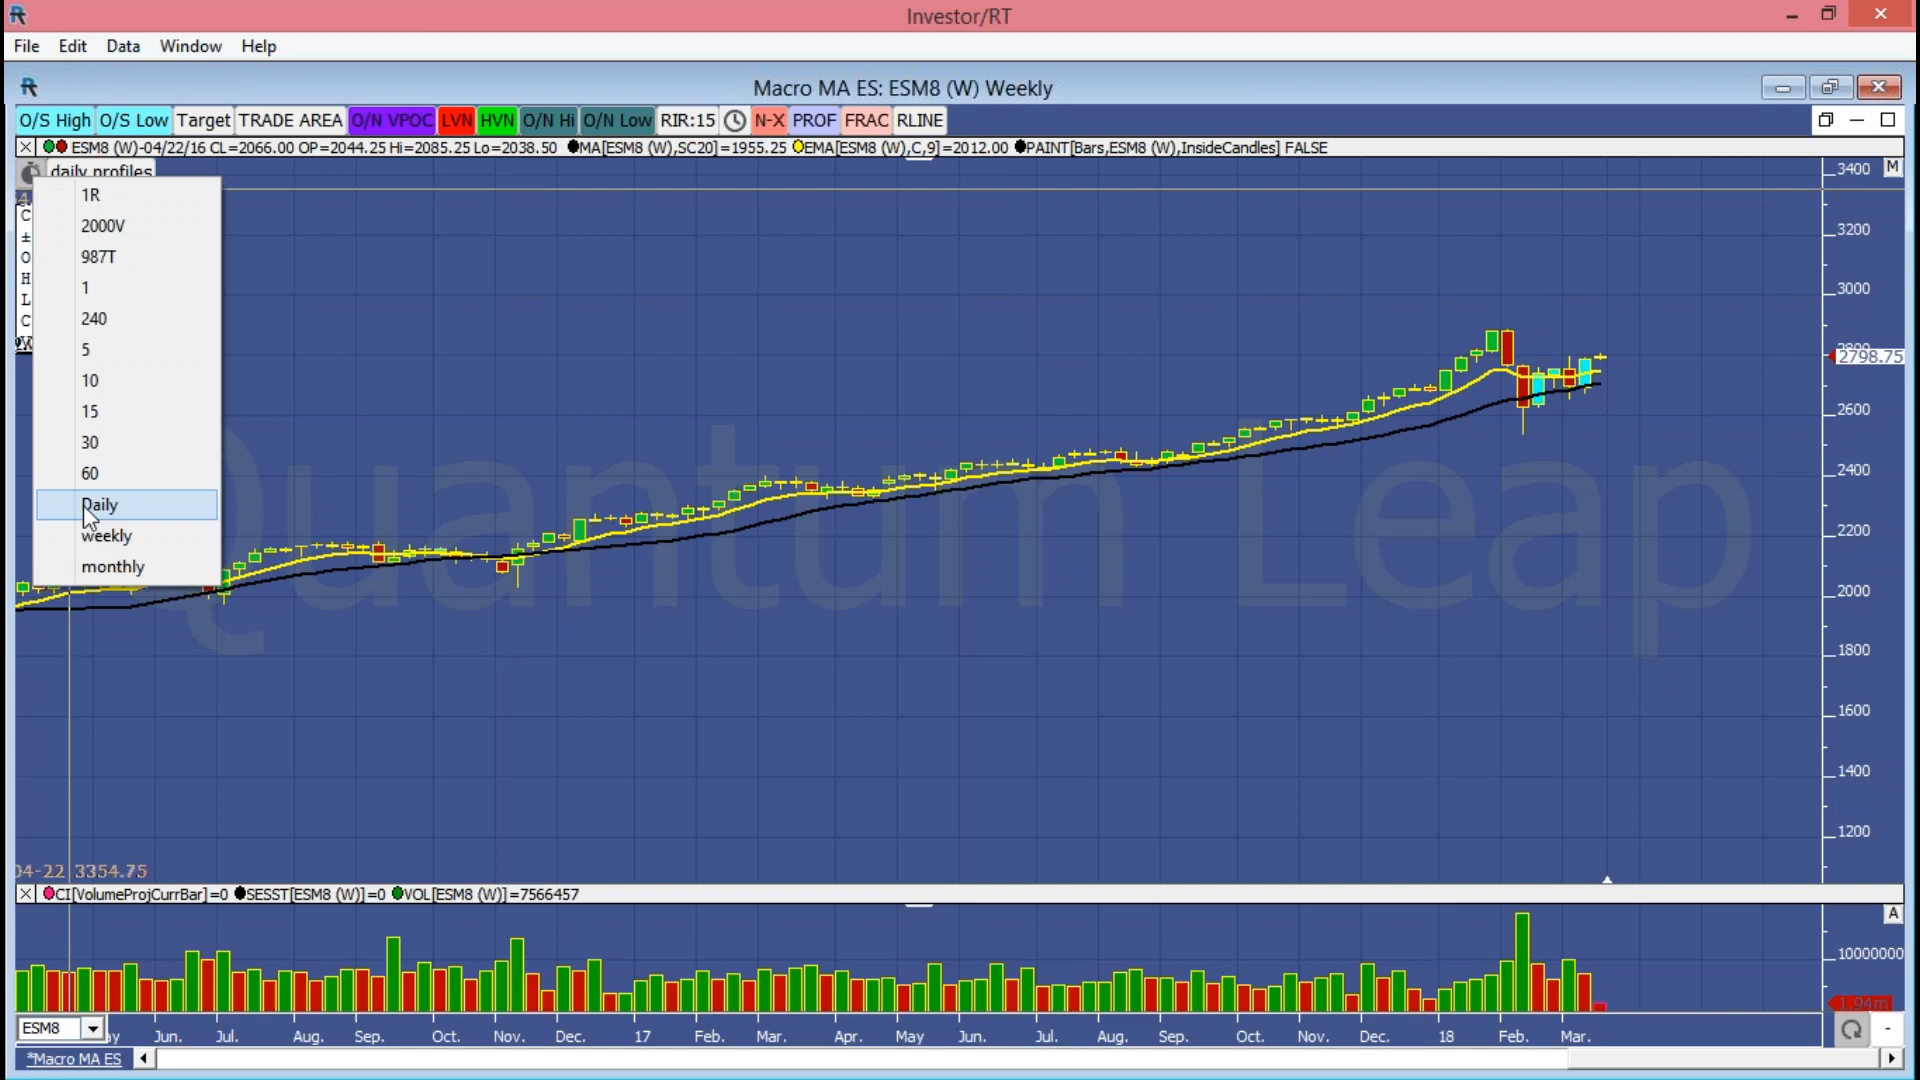 Investor/RT
File Edit Data Window Help
Macro MA ES: ESM8 (W) Weekly
O/S High O/S Low Target TRADE AREA O/N VPOC LVN HVN O/N Hi O/N Low RIR:15 N-X PROF FRAC RLINE
ESM8 (W)-04/22/16 CL=2066.00 OP=2044.25 Hi=2085.25 Lo=2038.50 MA[ESM8 (W),SC20]=1955.25 EMA[ESM8 (W),C,9]=2012.00 PAINT[Bars,ESM8 (W),InsideCandles] FALSE
daily profiles
1R
2000V
987T
1
240
5
10
15
30
60
Daily
weekly
monthly
C
±
O
H
L
C
M
3400
3200
3000
2798.75
2600
2400
2200
2000
1800
1600
1400
1200
Quantum Leap
04-22 3354.75
CI[VolumeProjCurrBar]=0 SESST[ESM8 (W)]=0 VOL[ESM8 (W)]=7566457
A
10000000
1.94m
ESM8
Jun. Jul. Aug. Sep. Oct. Nov. Dec. 17 Feb. Mar. Apr. May Jun. Jul. Aug. Sep. Oct. Nov. Dec. 18 Feb. Mar.
*Macro MA ES